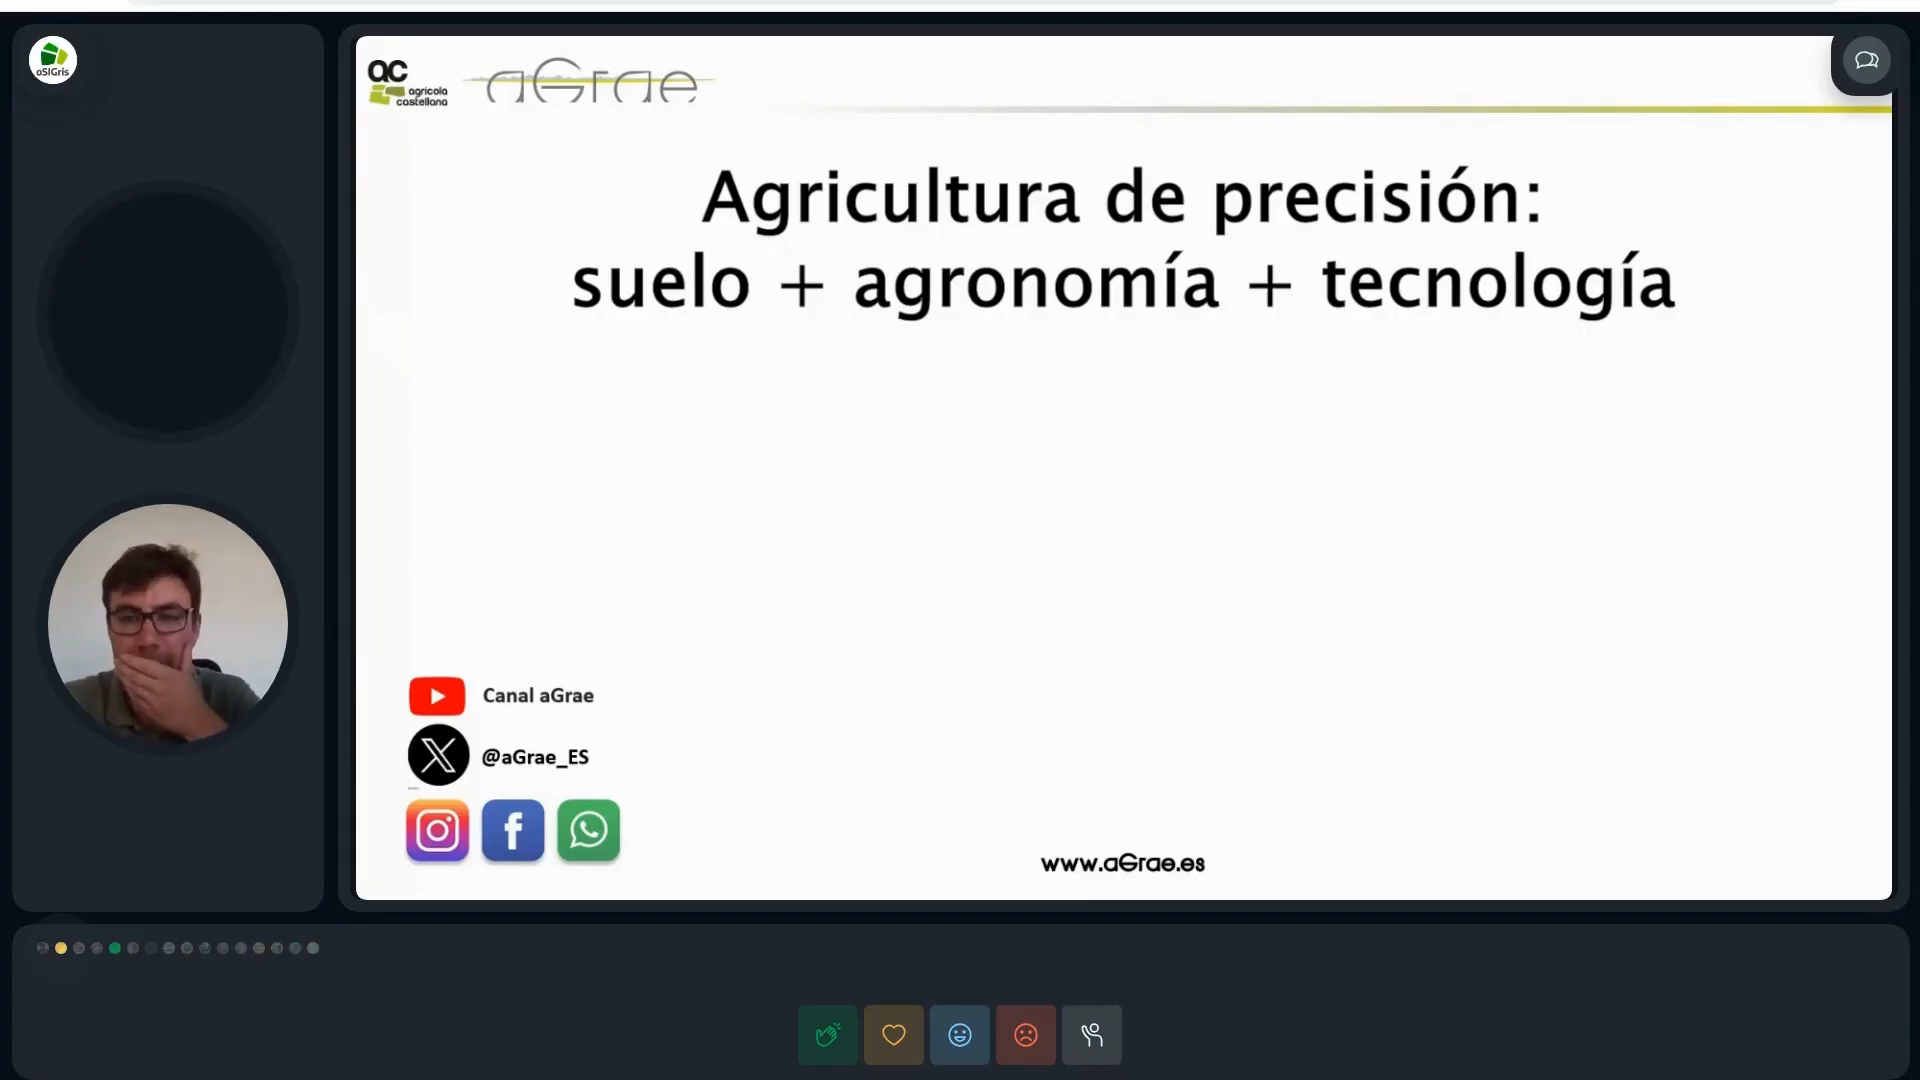 oSIGris
ac
agricola
castellana
aGrae
Agricultura de precisión:
suelo + agronomía + tecnología
Canal aGrae
@aGrae_ES
www.aGrae.es